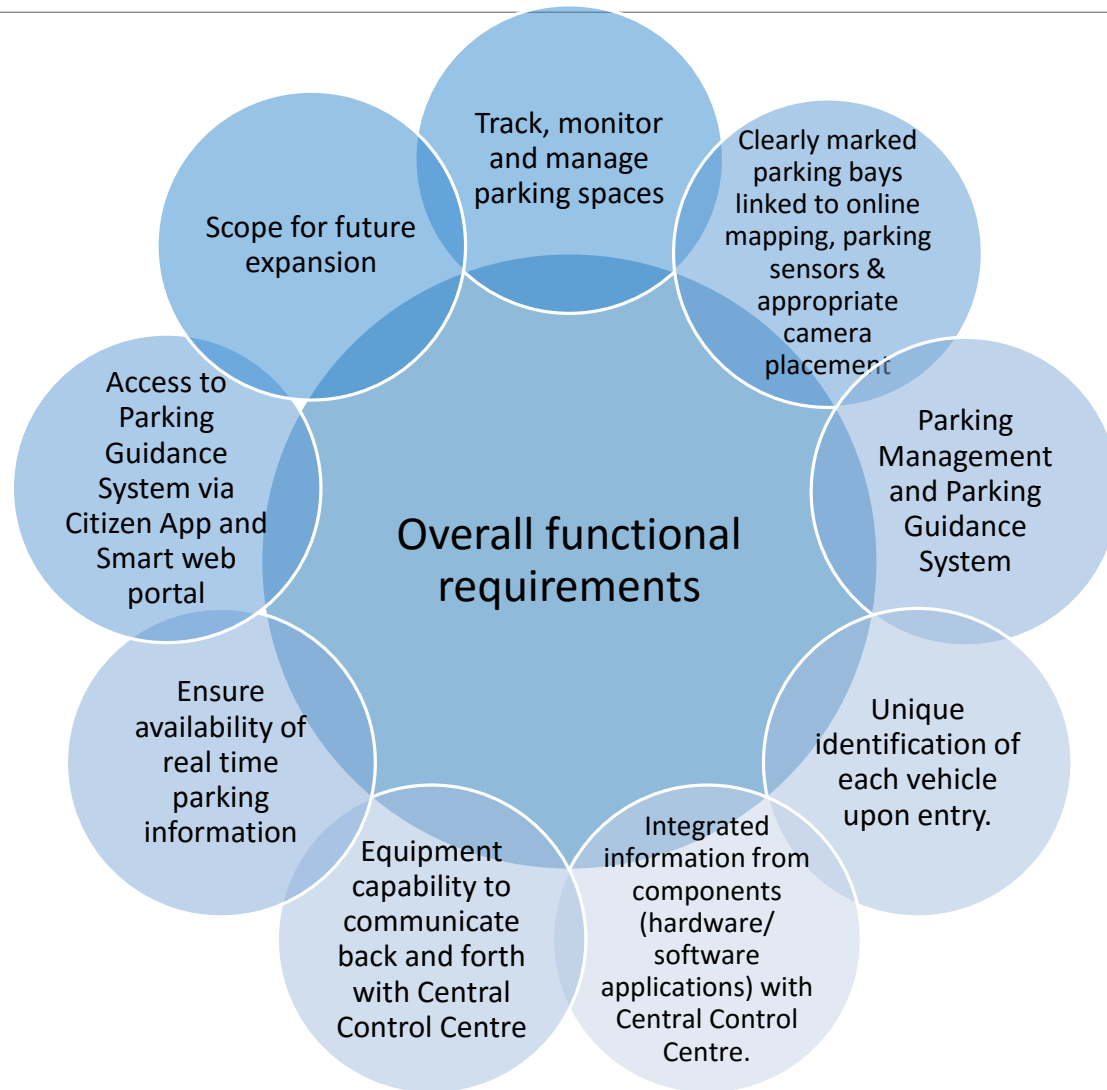 Track, monitor
and manage
parking spaces
Clearly marked
parking bays
linked to online
mapping, parking
sensors &
appropriate
camera
placement
Parking
Management
and Parking
Guidance
System
Unique
identification of
each vehicle
upon entry.
Integrated
information from
components
(hardware/
software
applications) with
Central Control
Centre.
Equipment
capability to
communicate
back and forth
with Central
Control Centre
Ensure
availability of
real time
parking
information
Access to
Parking
Guidance
System via
Citizen App and
Smart web
portal
Scope for future
expansion
Overall functional
requirements